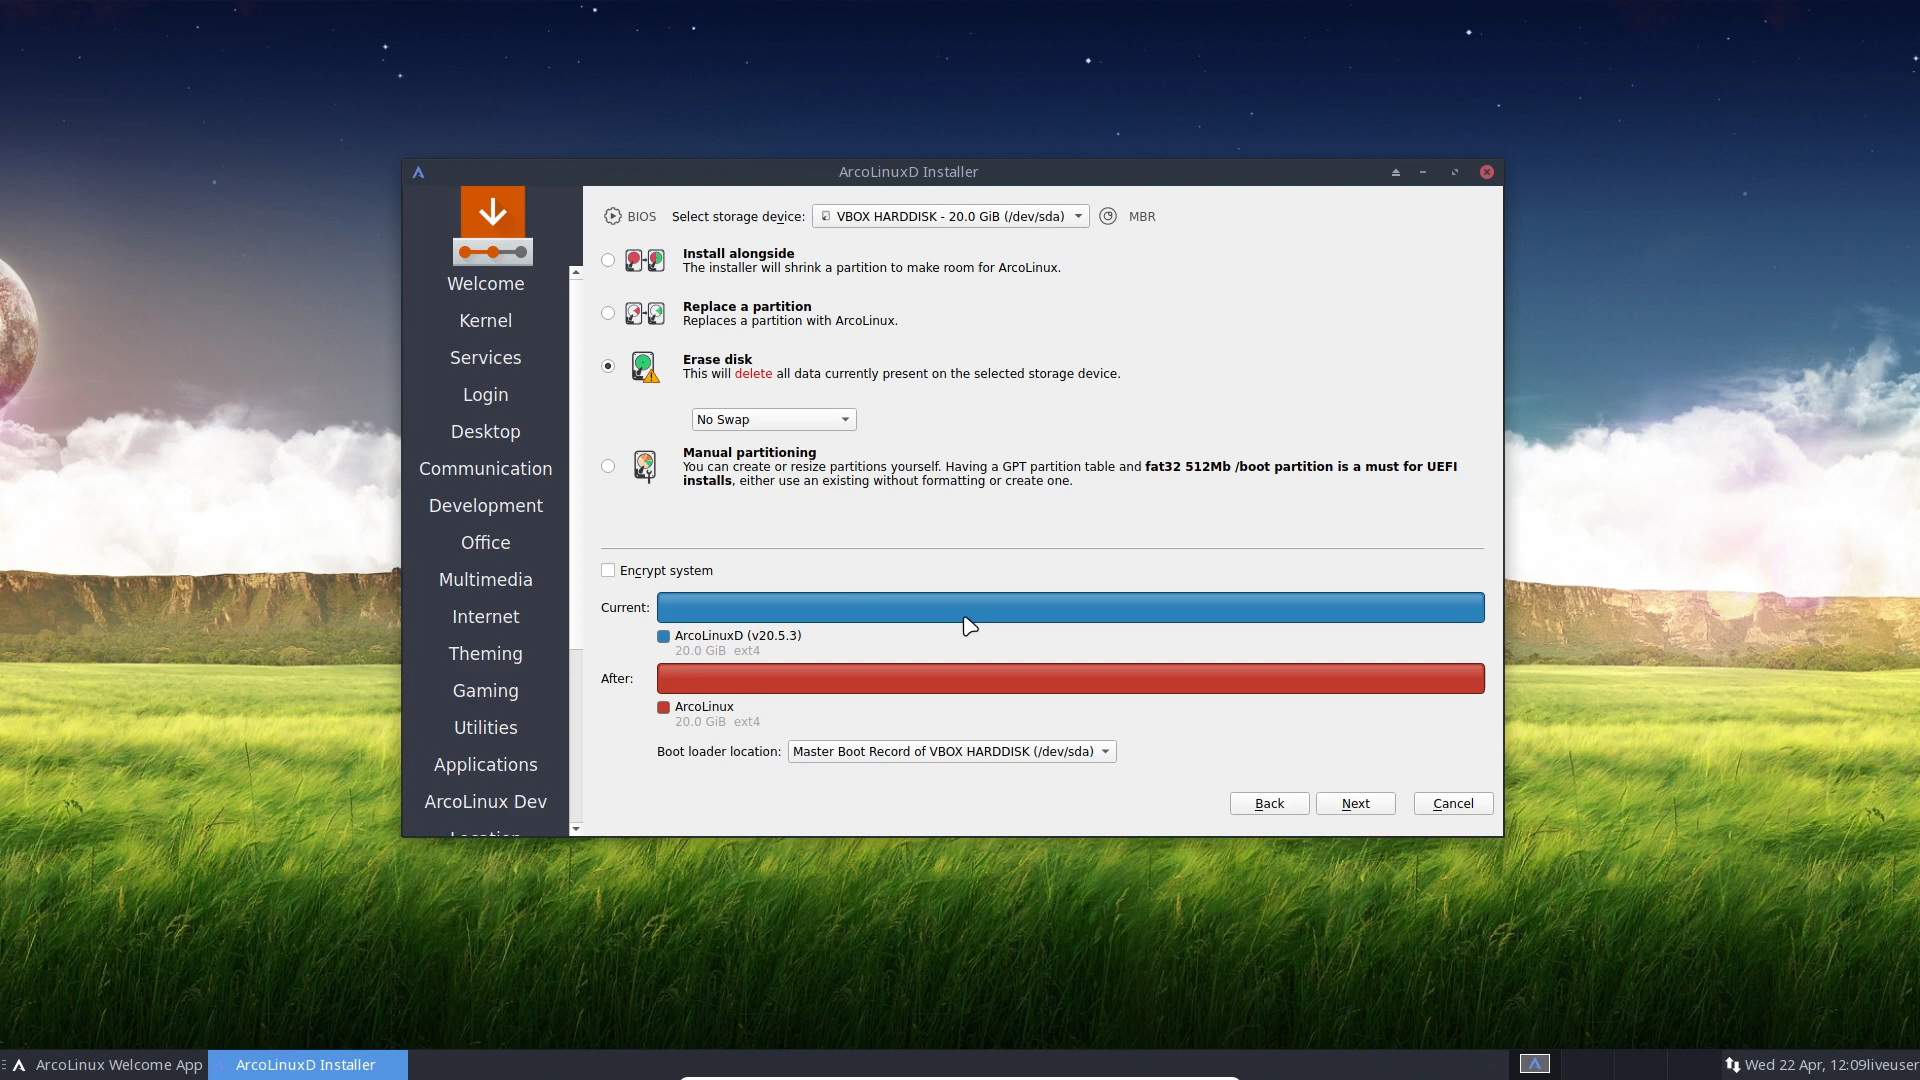 ArcoLinuxD Installer
BIOS Select storage device: VBOX HARDDISK - 20.0 GiB (/dev/sda) MBR
Install alongside
The installer will shrink a partition to make room for ArcoLinux.
Replace a partition
Replaces a partition with ArcoLinux.
Erase disk
This will delete all data currently present on the selected storage device.
No Swap
Manual partitioning
You can create or resize partitions yourself. Having a GPT partition table and fat32 512Mb /boot partition is a must for UEFI
installs, either use an existing without formatting or create one.
Encrypt system
Current:
ArcoLinuxD (v20.5.3)
20.0 GiB ext4
After:
ArcoLinux
20.0 GiB ext4
Boot loader location: Master Boot Record of VBOX HARDDISK (/dev/sda)
Back Next Cancel
Welcome
Kernel
Services
Login
Desktop
Communication
Development
Office
Multimedia
Internet
Theming
Gaming
Utilities
Applications
ArcoLinux Dev
Location
ArcoLinux Welcome App ArcoLinuxD Installer Wed 22 Apr, 12:09liveuser